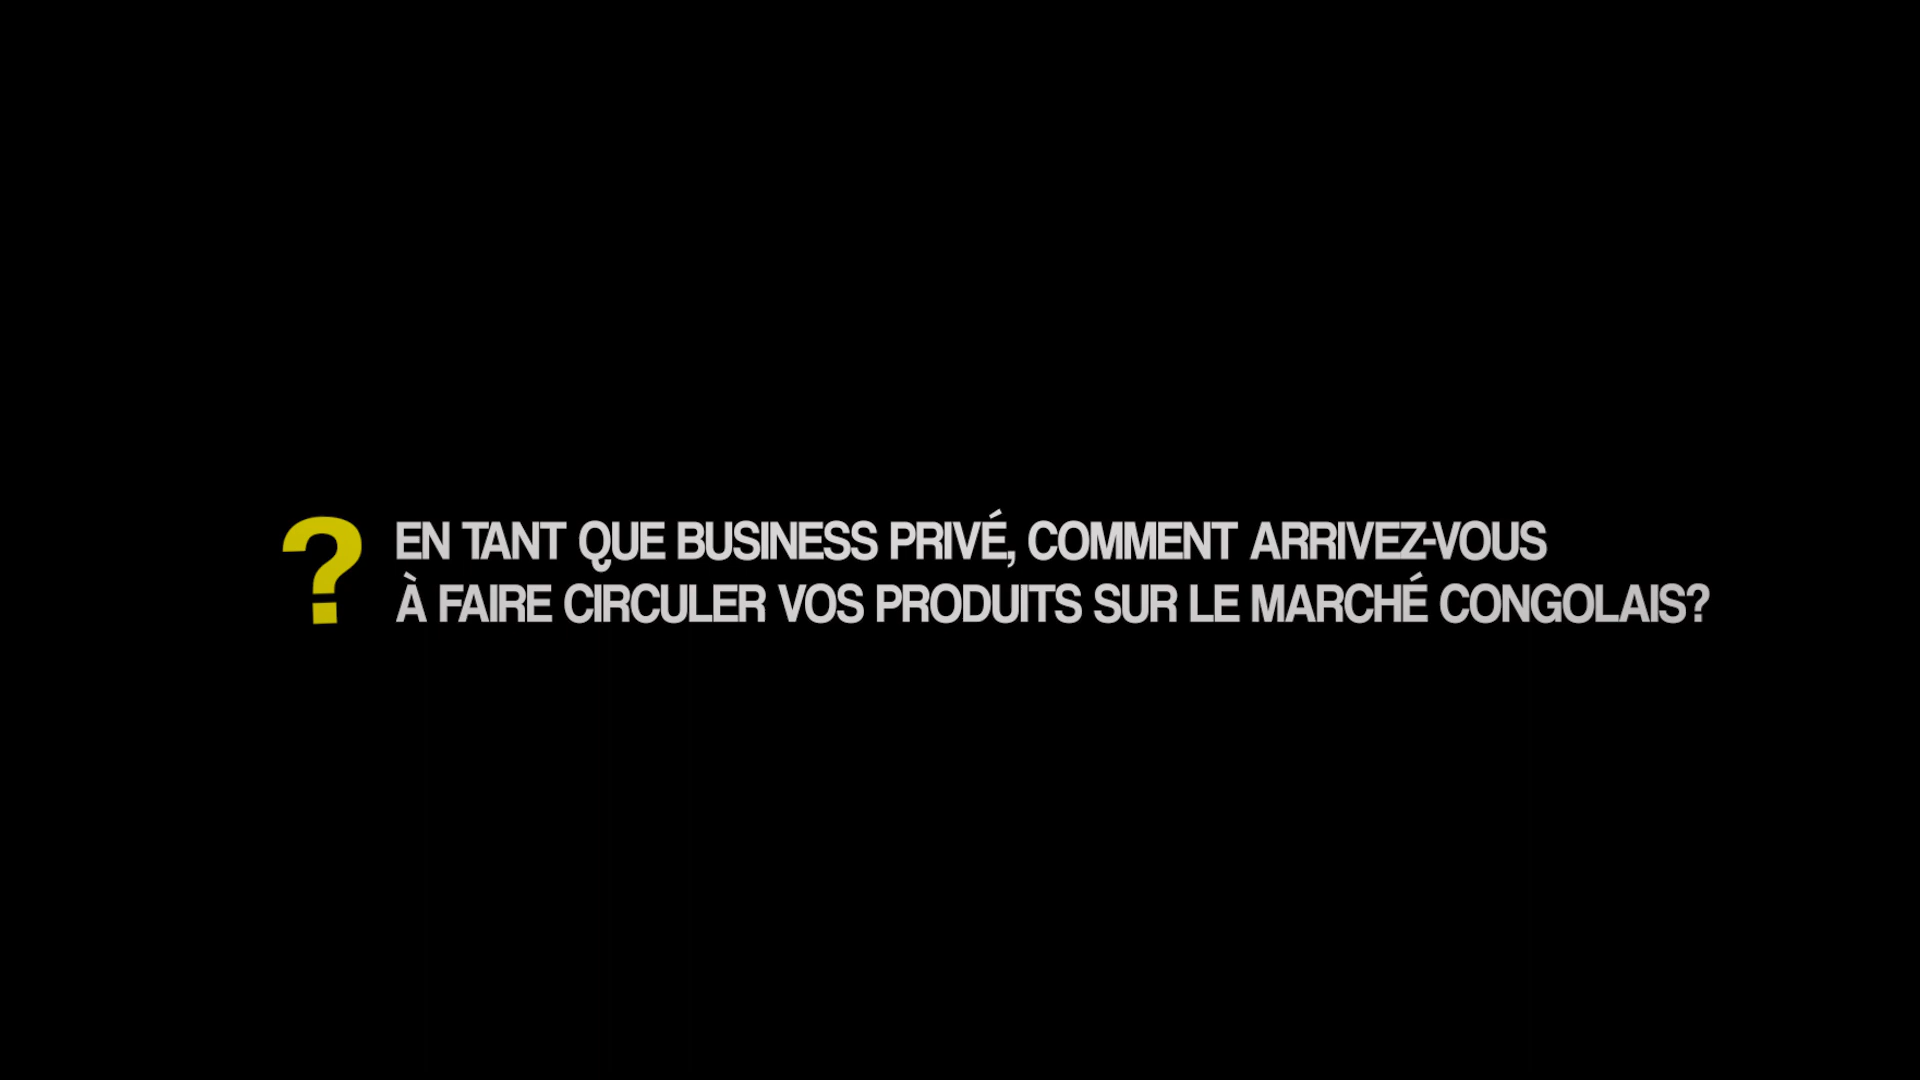 ? EN TANT QUE BUSINESS PRIVÉ, COMMENT ARRIVEZ-VOUS
À FAIRE CIRCULER VOS PRODUITS SUR LE MARCHÉ CONGOLAIS?